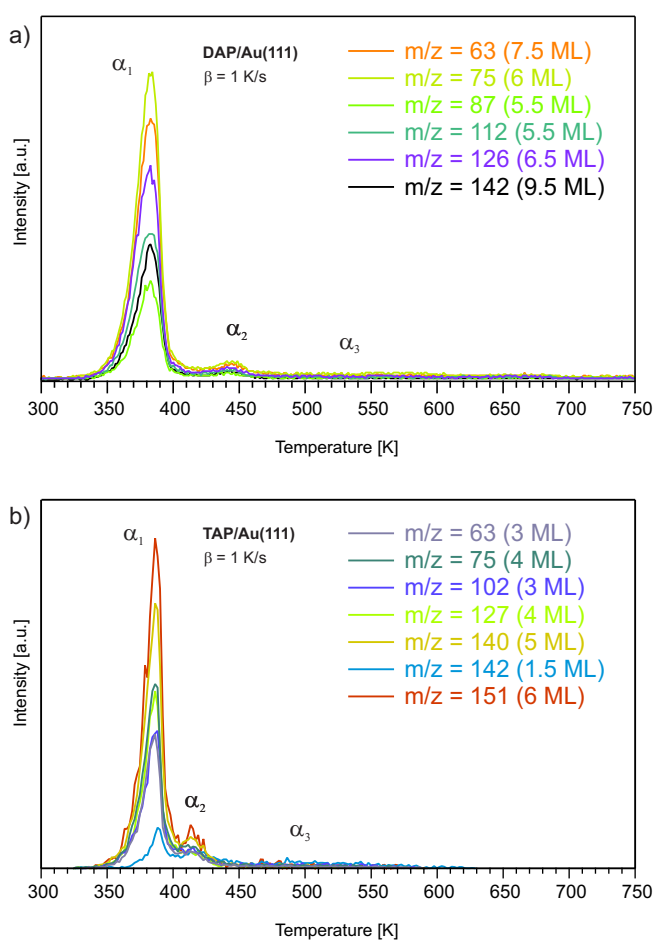 a)
DAP/Au(111)
β = 1 K/s
α1
α2
α3
m/z = 63 (7.5 ML)
m/z = 75 (6 ML)
m/z = 87 (5.5 ML)
m/z = 112 (5.5 ML)
m/z = 126 (6.5 ML)
m/z = 142 (9.5 ML)
Intensity [a.u.]
300 350 400 450 500 550 600 650 700 750
Temperature [K]
b)
TAP/Au(111)
β = 1 K/s
α1
α2
α3
m/z = 63 (3 ML)
m/z = 75 (4 ML)
m/z = 102 (3 ML)
m/z = 127 (4 ML)
m/z = 140 (5 ML)
m/z = 142 (1.5 ML)
m/z = 151 (6 ML)
Intensity [a.u.]
300 350 400 450 500 550 600 650 700 750
Temperature [K]